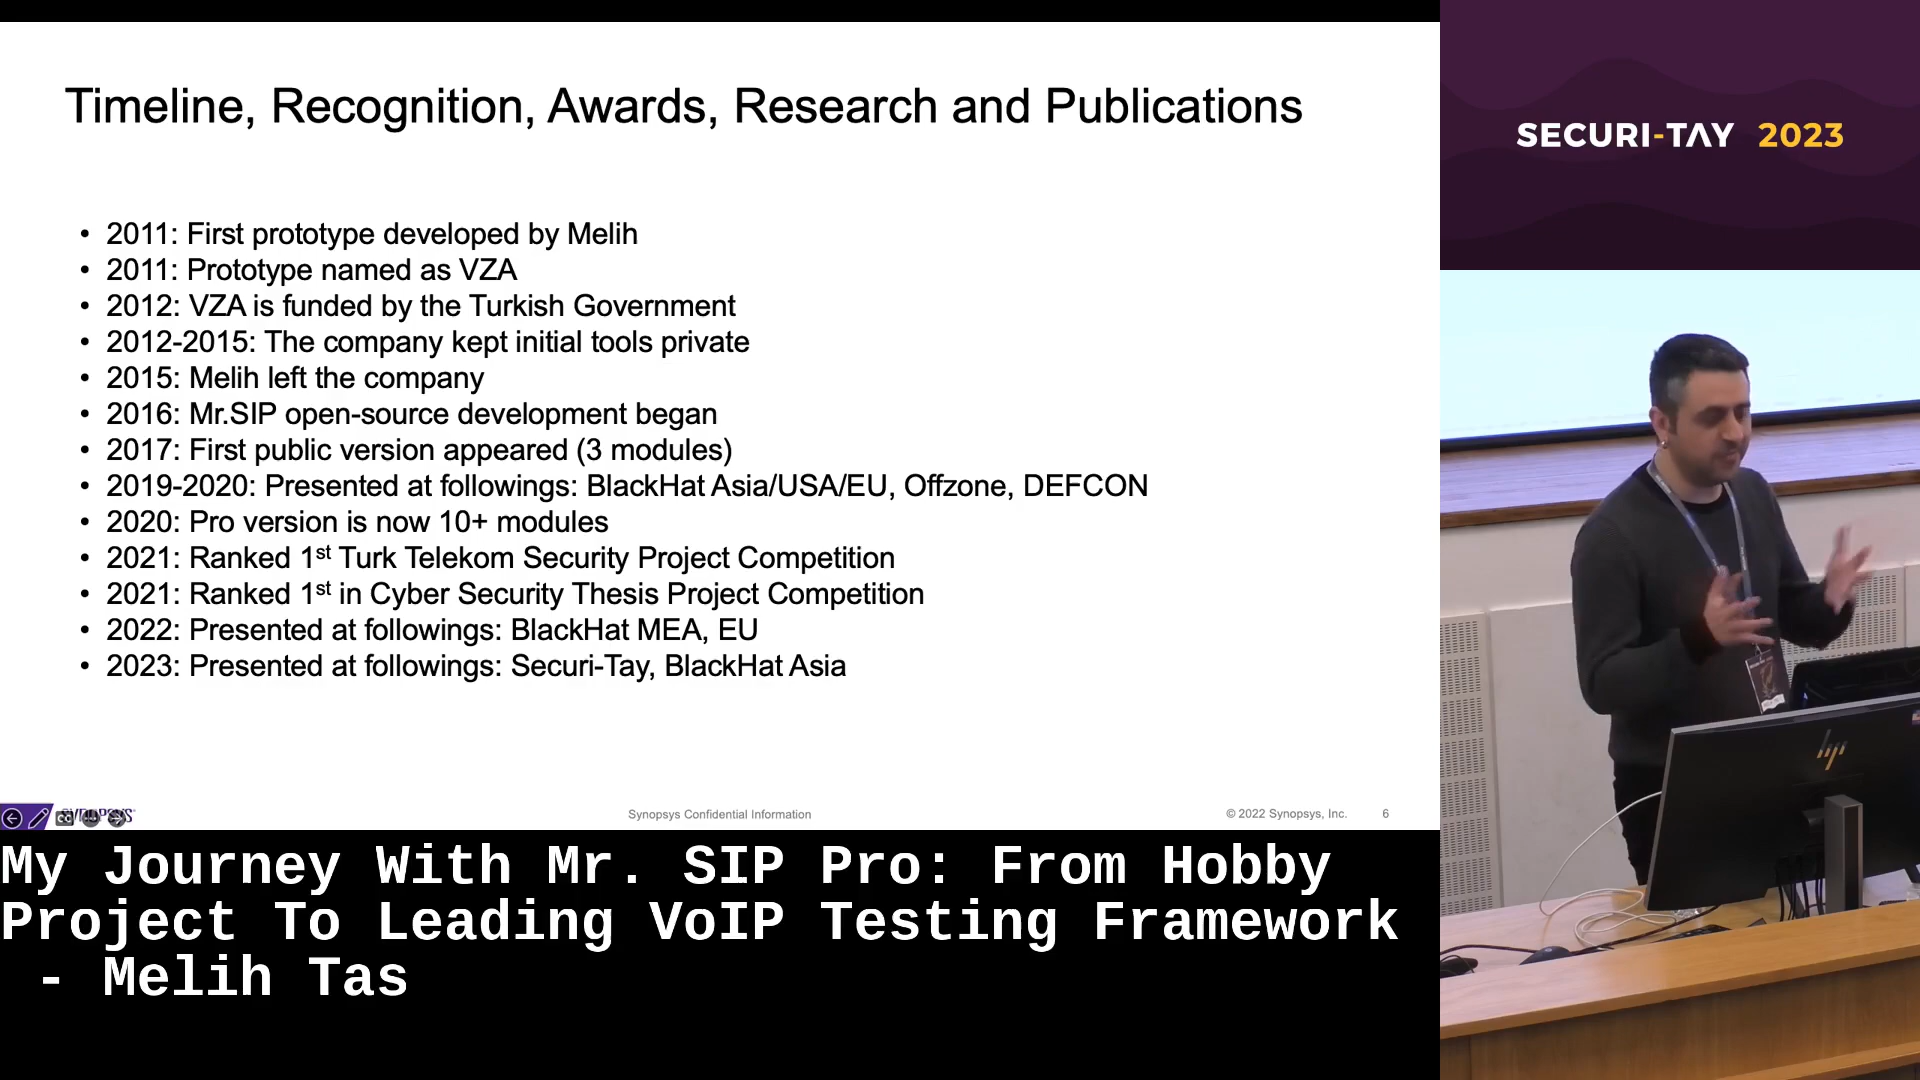 Timeline, Recognition, Awards, Research and Publications
• 2011: First prototype developed by Melih
• 2011: Prototype named as VZA
• 2012: VZA is funded by the Turkish Government
• 2012-2015: The company kept initial tools private
• 2015: Melih left the company
• 2016: Mr.SIP open-source development began
• 2017: First public version appeared (3 modules)
• 2019-2020: Presented at followings: BlackHat Asia/USA/EU, Offzone, DEFCON
• 2020: Pro version is now 10+ modules
• 2021: Ranked 1st Turk Telekom Security Project Competition
• 2021: Ranked 1st in Cyber Security Thesis Project Competition
• 2022: Presented at followings: BlackHat MEA, EU
• 2023: Presented at followings: Securi-Tay, BlackHat Asia
SYNOPSYS
Synopsys Confidential Information
© 2022 Synopsys, Inc.
6
SECURI-TAY 2023
hp
My Journey With Mr. SIP Pro: From Hobby
Project To Leading VoIP Testing Framework
- Melih Tas